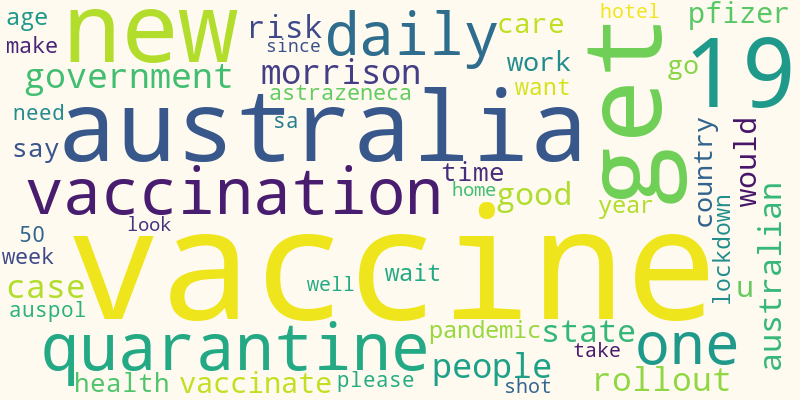 age
new
risk
since
daily
care
hotel
pfizer
make
government
morrison
astrazeneca
work
want
get
go
19
need
australia
sa
say
vaccination
time
home
good
year
country
would
look
50
week
vaccine
well
wait
lockdown
u
australian
case
auspol
quarantine
pandemic
state
people
take
one
health
vaccinate
please
shot
rollout